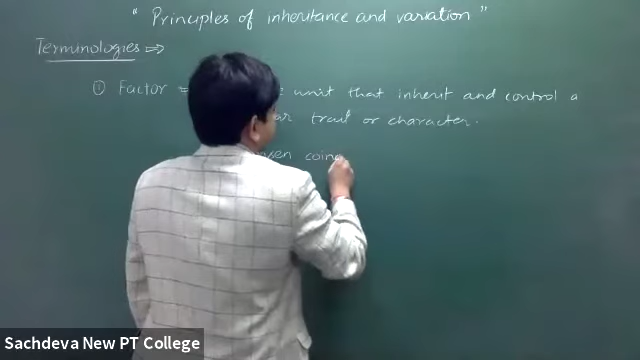 " Principles of inheritance and variation "
Terminologies ⇒
① Factor = unit that inherit and control a
trait or character.
Sachdeva New PT College